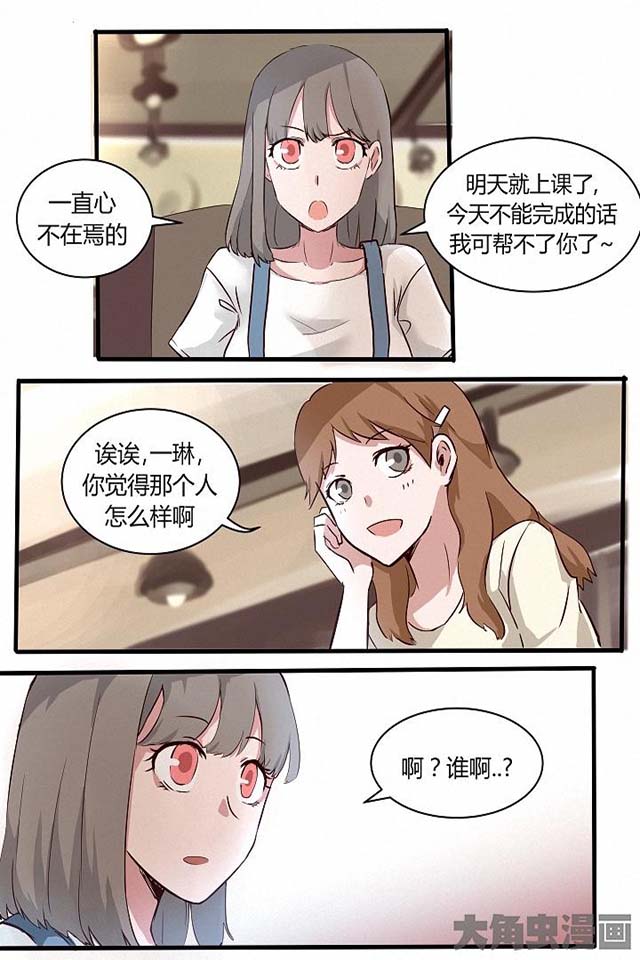 一直心
不在焉的
明天就上课了,
今天不能完成的话
我可帮不了你了~
诶诶,一琳,
你觉得那个人
怎么样啊
啊?谁啊..?
大角虫漫画